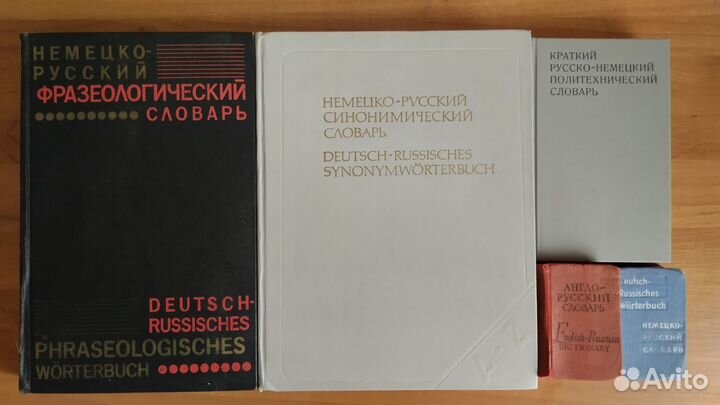 НЕМЕЦКО-
РУССКИЙ
ФРАЗЕОЛОГИЧЕСКИЙ
СЛОВАРЬ
DEUTSCH-
RUSSISCHES
PHRASEOLOGISCHES
WÖRTERBUCH
НЕМЕЦКО-РУССКИЙ
СИНОНИМИЧЕСКИЙ
СЛОВАРЬ
DEUTSCH-RUSSISCHES
SYNONYMWÖRTERBUCH
A-Z
КРАТКИЙ
РУССКО-НЕМЕЦКИЙ
ПОЛИТЕХНИЧЕСКИЙ
СЛОВАРЬ
АНГЛО-
РУССКИЙ
СЛОВАРЬ
English-Russian
DICTIONARY
eutsch-
Russisches
Wörterbuch
НЕМЕЦКО-
РУССКИЙ
СЛОВАРЬ
Avito